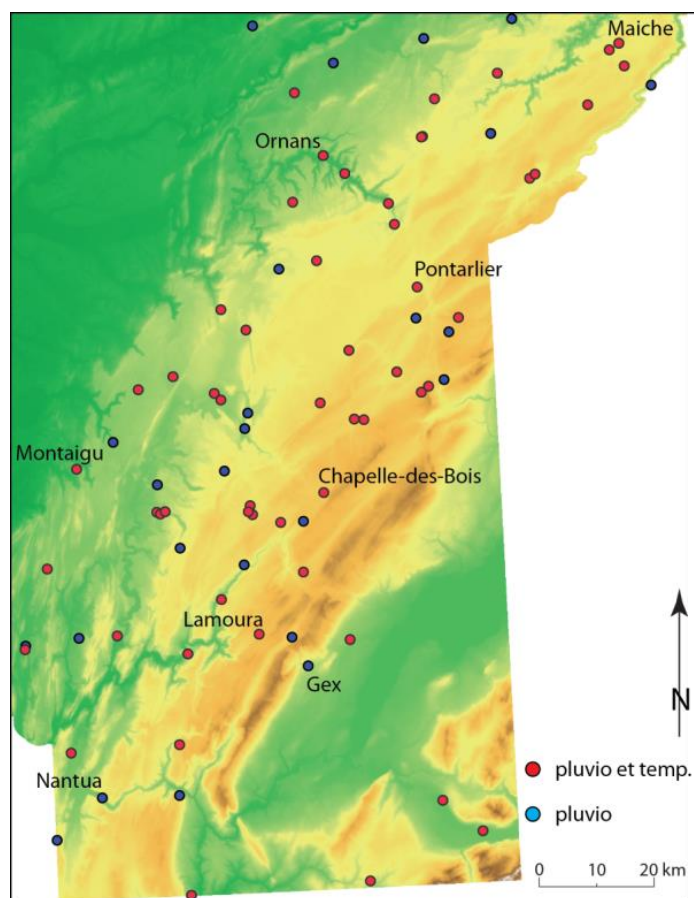 Maiche
Ornans
Pontarlier
Montaigu
Chapelle-des-Bois
Lamoura
Gex
N
pluvio et temp.
Nantua
pluvio
0 10 20 km